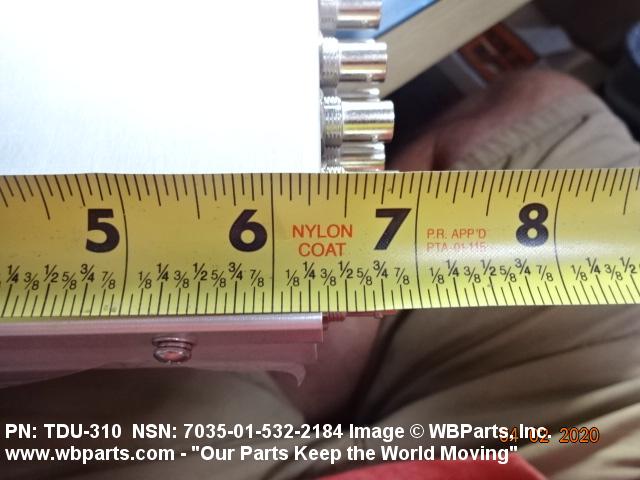 5 6 NYLON 7 P.R. APP'D 8
COAT PTA-01-115
1/4 3/8 1/2 5/8 3/4 7/8 1/8 1/4 3/8 1/2 5/8 3/4 7/8 1/8 1/4 3/8 1/2 5/8 3/4 7/8 1/8 1/4 3/8 1/2 5/8 3/4 7/8 1/8 1/4 3/8 1/2
PN: TDU-310 NSN: 7035-01-532-2184 Image © WBParts, Inc.
04 02 2020
www.wbparts.com - "Our Parts Keep the World Moving"